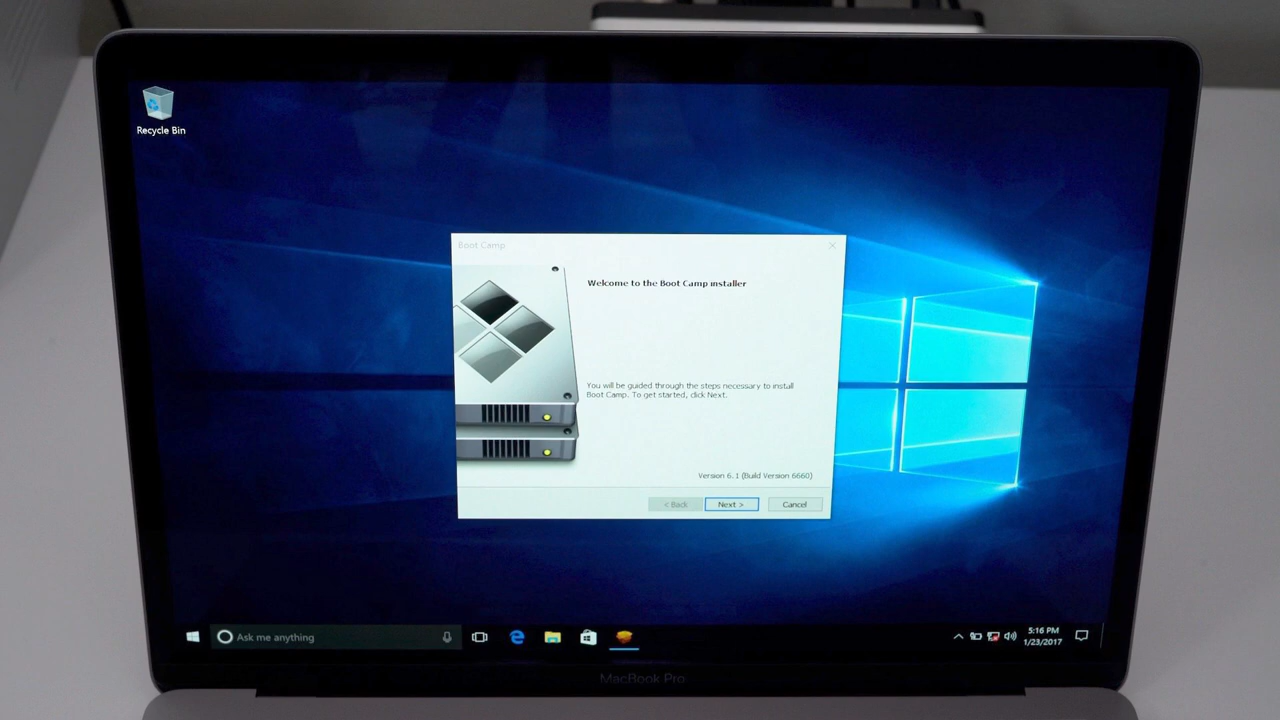 Recycle Bin
Boot Camp
Welcome to the Boot Camp installer
You will be guided through the steps necessary to install
Boot Camp. To get started, click Next.
Version 6.1 (Build Version 6660)
< Back
Next >
Cancel
Ask me anything
5:16 PM
1/23/2017
MacBook Pro